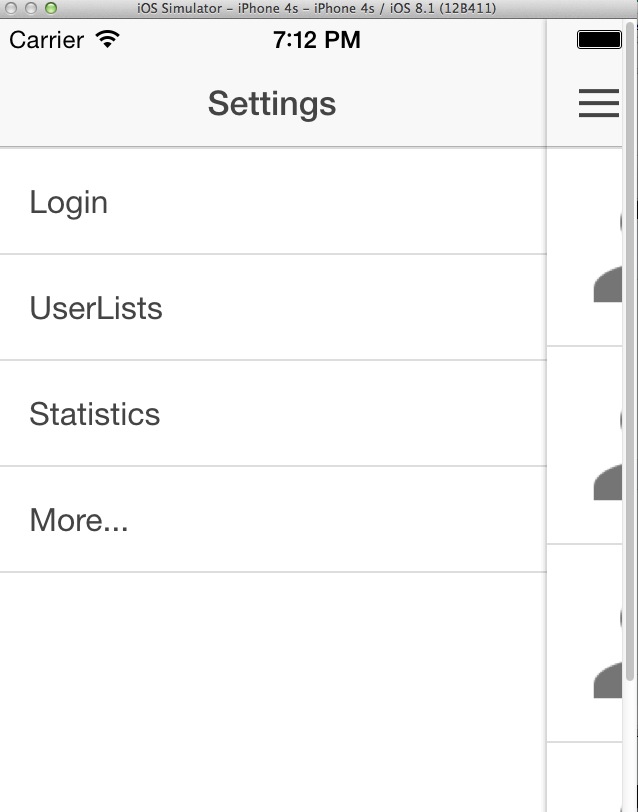 iOS Simulator – iPhone 4s – iPhone 4s / iOS 8.1 (12B411)
Carrier 7:12 PM
Settings
Login
UserLists
Statistics
More...